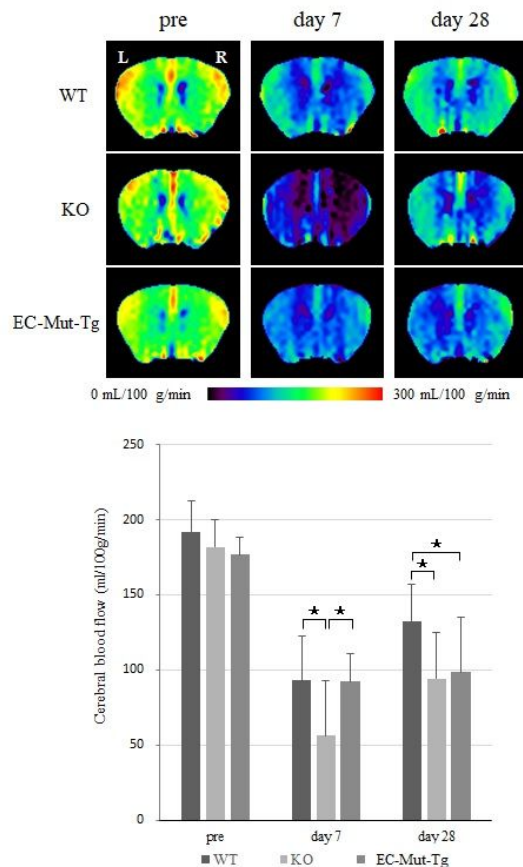 pre day 7 day 28
L R
WT
KO
EC-Mut-Tg
0 mL/100 g/min 300 mL/100 g/min
250
200
150
100
50
0
Cerebral blood flow (ml/100g/min)
★ ★ ★ ★
pre day 7 day 28
WT KO EC-Mut-Tg